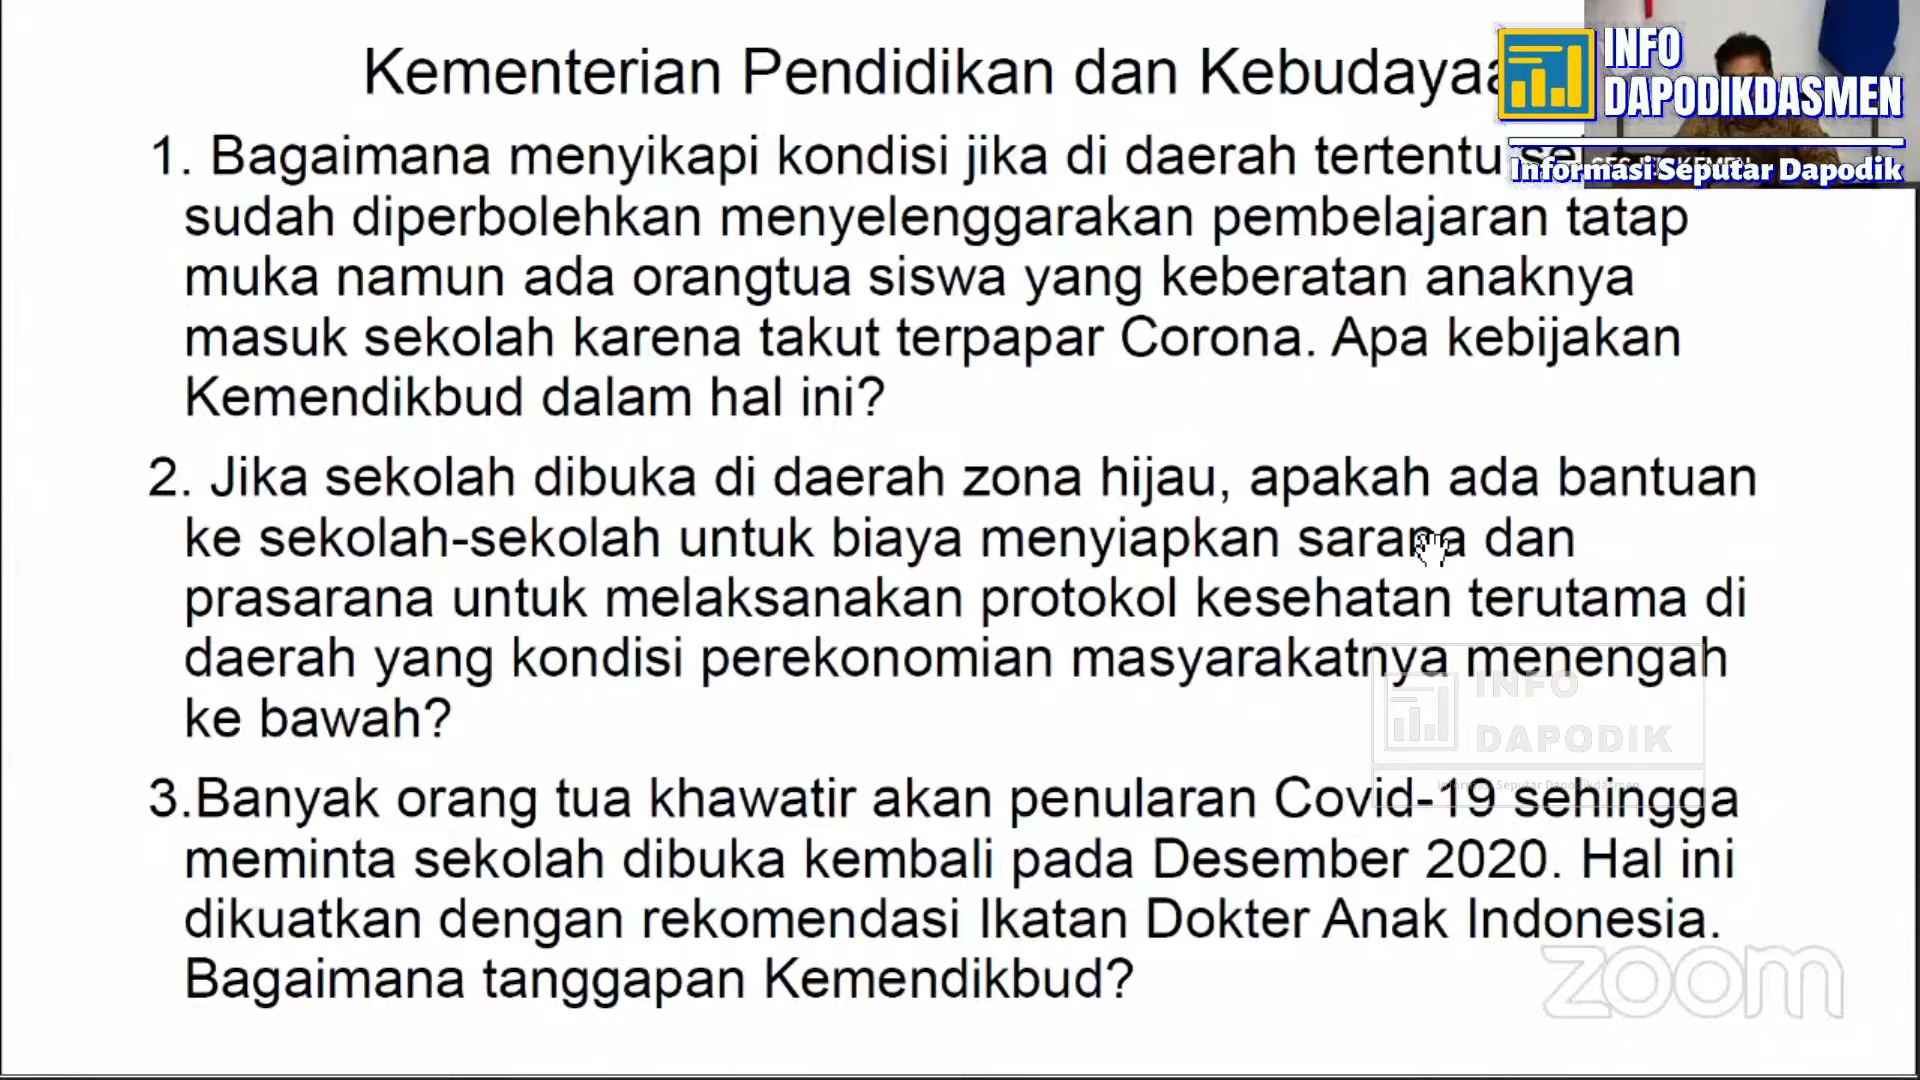 Kementerian Pendidikan dan Kebudayaa
INFO
DAPODIKDASMEN
Informasi Seputar Dapodik
1. Bagaimana menyikapi kondisi jika di daerah tertentu
sudah diperbolehkan menyelenggarakan pembelajaran tatap
muka namun ada orangtua siswa yang keberatan anaknya
masuk sekolah karena takut terpapar Corona. Apa kebijakan
Kemendikbud dalam hal ini?
2. Jika sekolah dibuka di daerah zona hijau, apakah ada bantuan
ke sekolah-sekolah untuk biaya menyiapkan sarana dan
prasarana untuk melaksanakan protokol kesehatan terutama di
daerah yang kondisi perekonomian masyarakatnya menengah
ke bawah?
INFO
DAPODIK
Informasi Seputar Dapodikdasmen
3.Banyak orang tua khawatir akan penularan Covid-19 sehingga
meminta sekolah dibuka kembali pada Desember 2020. Hal ini
dikuatkan dengan rekomendasi Ikatan Dokter Anak Indonesia.
Bagaimana tanggapan Kemendikbud?
zoom